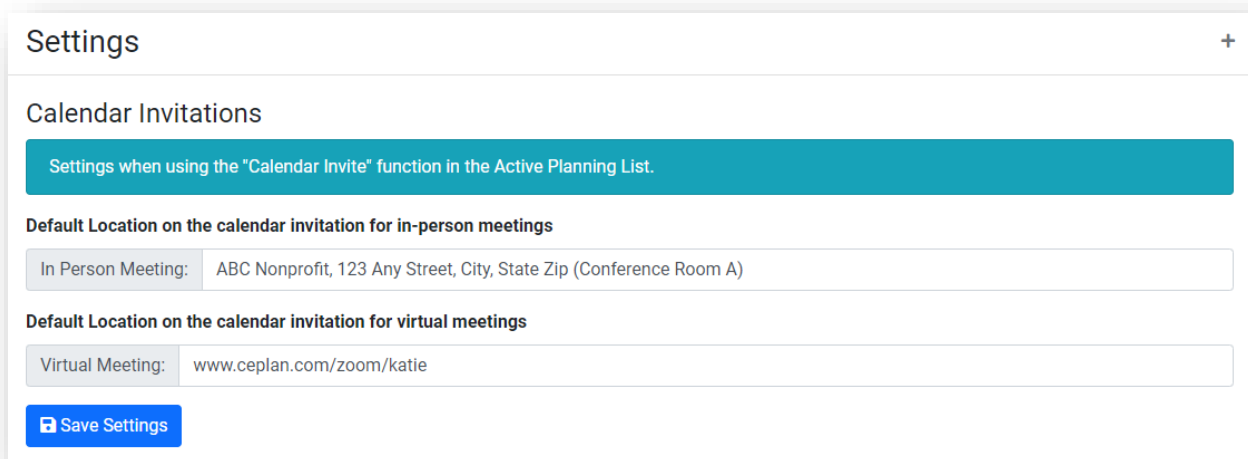 Settings
Calendar Invitations
Settings when using the "Calendar Invite" function in the Active Planning List.
Default Location on the calendar invitation for in-person meetings
In Person Meeting: ABC Nonprofit, 123 Any Street, City, State Zip (Conference Room A)
Default Location on the calendar invitation for virtual meetings
Virtual Meeting: www.ceplan.com/zoom/katie
Save Settings